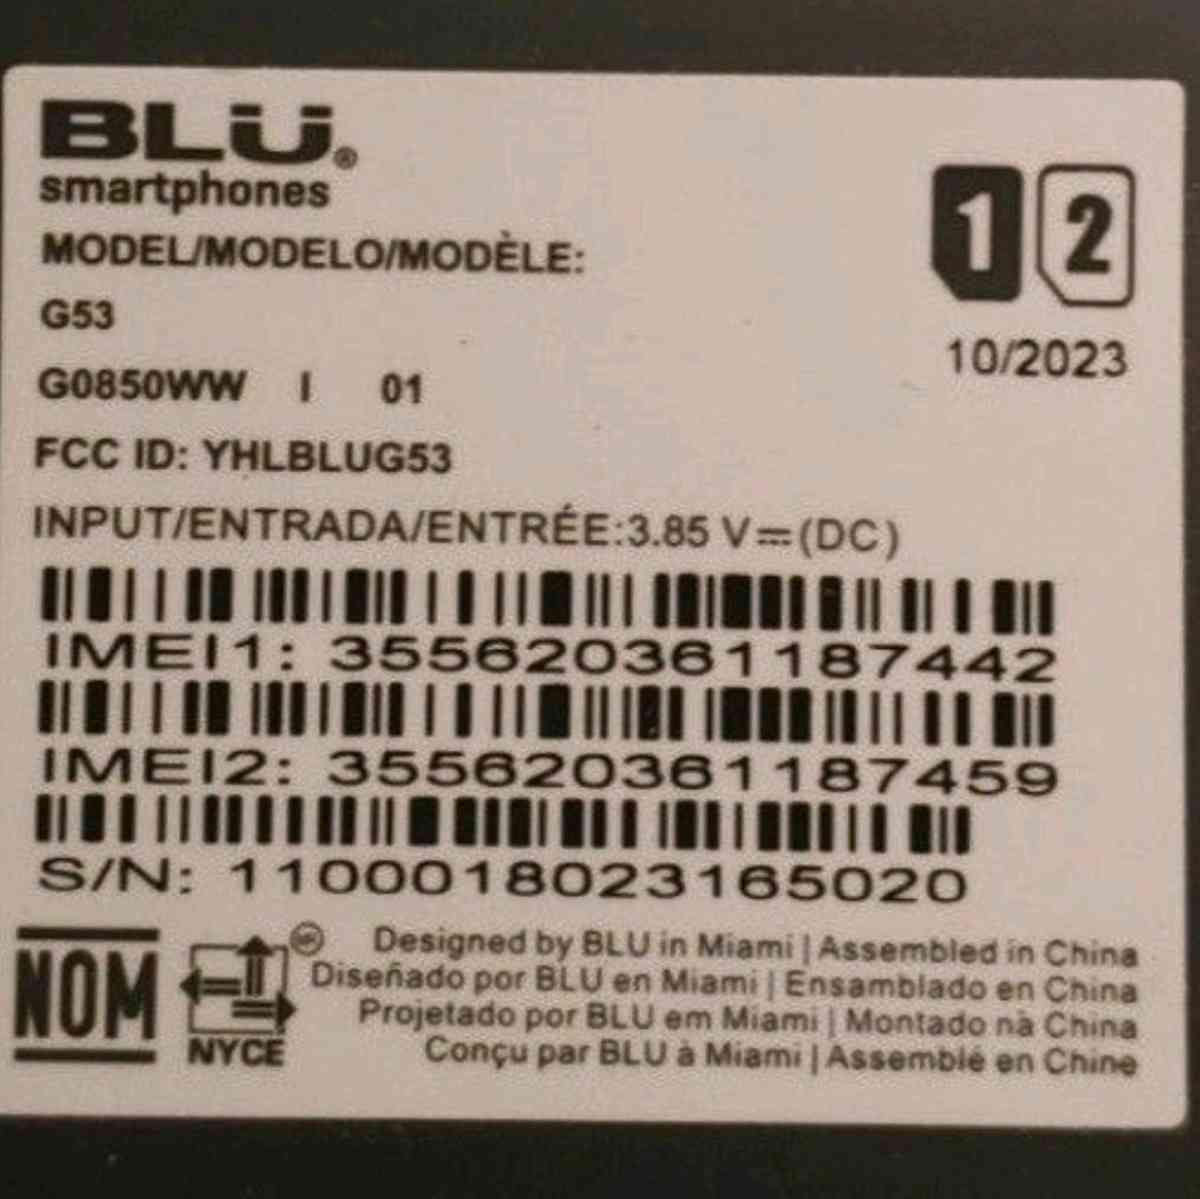 BLU®
smartphones
MODEL/MODELO/MODÈLE:
G53
G0850WW I 01
FCC ID: YHLBLUG53
1 2
10/2023
INPUT/ENTRADA/ENTRÉE:3.85 V⎓(DC)
IMEI1: 355620361187442
IMEI2: 355620361187459
S/N: 1100018023165020
NOM
NYCE
Designed by BLU in Miami | Assembled in China
Diseñado por BLU en Miami | Ensamblado en China
Projetado por BLU em Miami | Montado nà China
Conçu par BLU à Miami | Assemblé en Chine